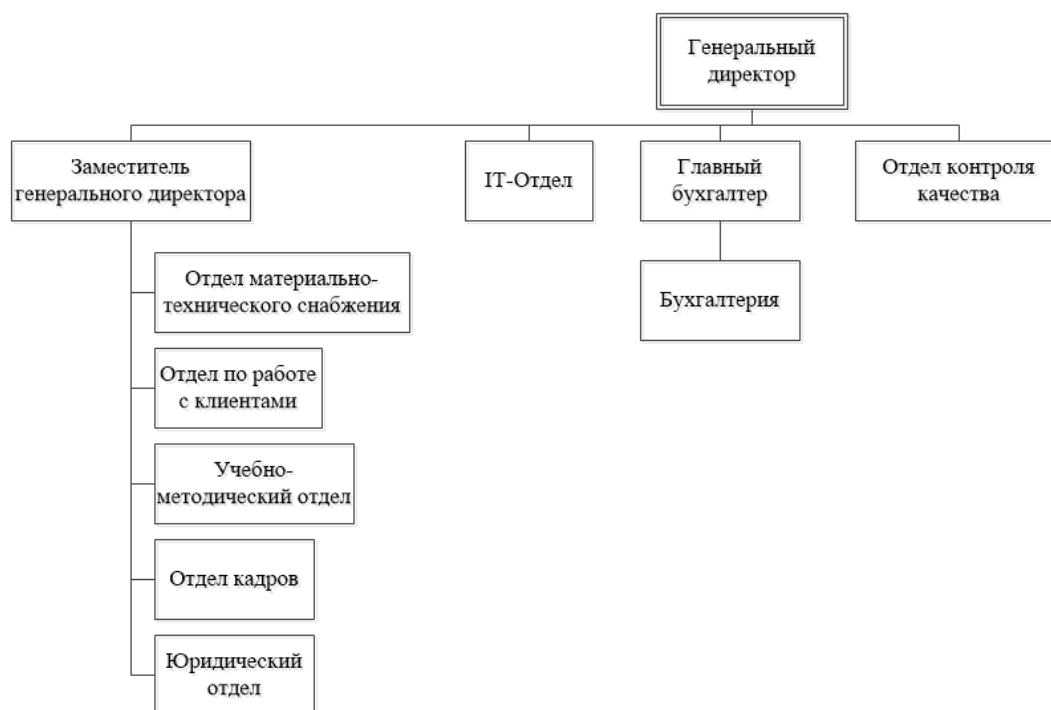 Генеральный
директор
Заместитель
генерального директора
IT-Отдел
Главный
бухгалтер
Отдел контроля
качества
Отдел материально-
технического снабжения
Бухгалтерия
Отдел по работе
с клиентами
Учебно-
методический отдел
Отдел кадров
Юридический
отдел